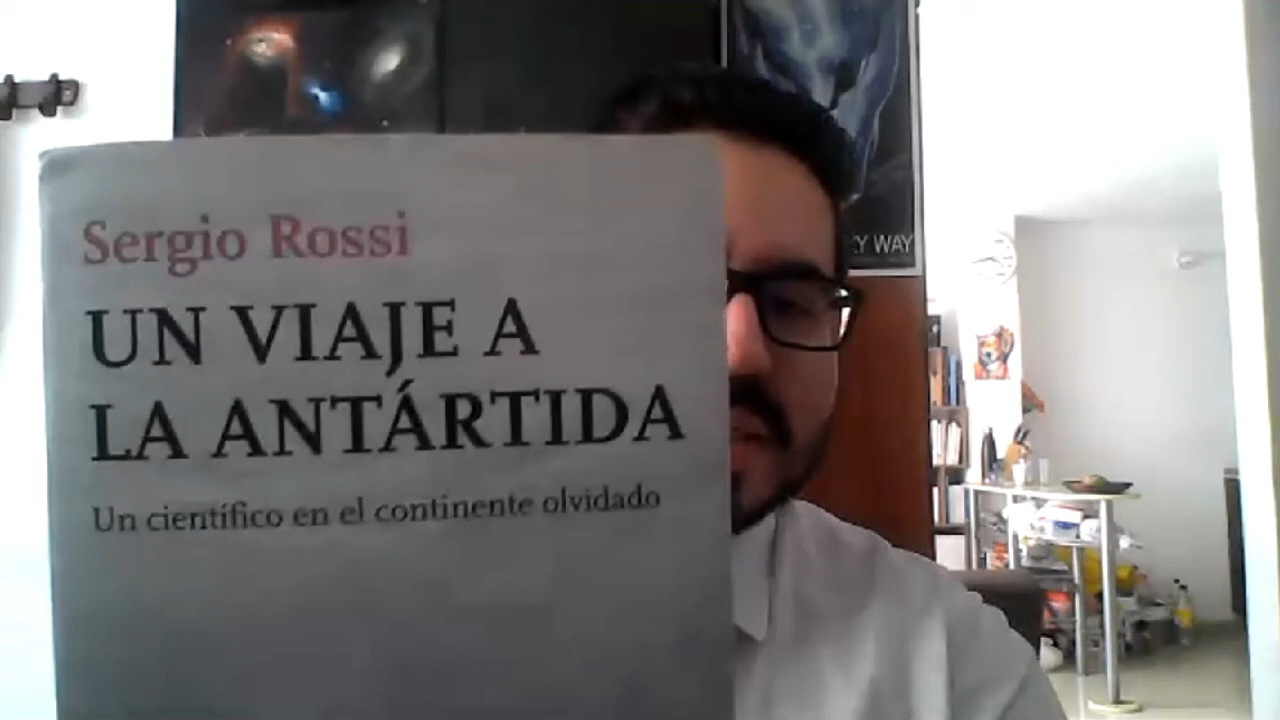 Sergio Rossi
UN VIAJE A
LA ANTÁRTIDA
Un científico en el continente olvidado
WAY